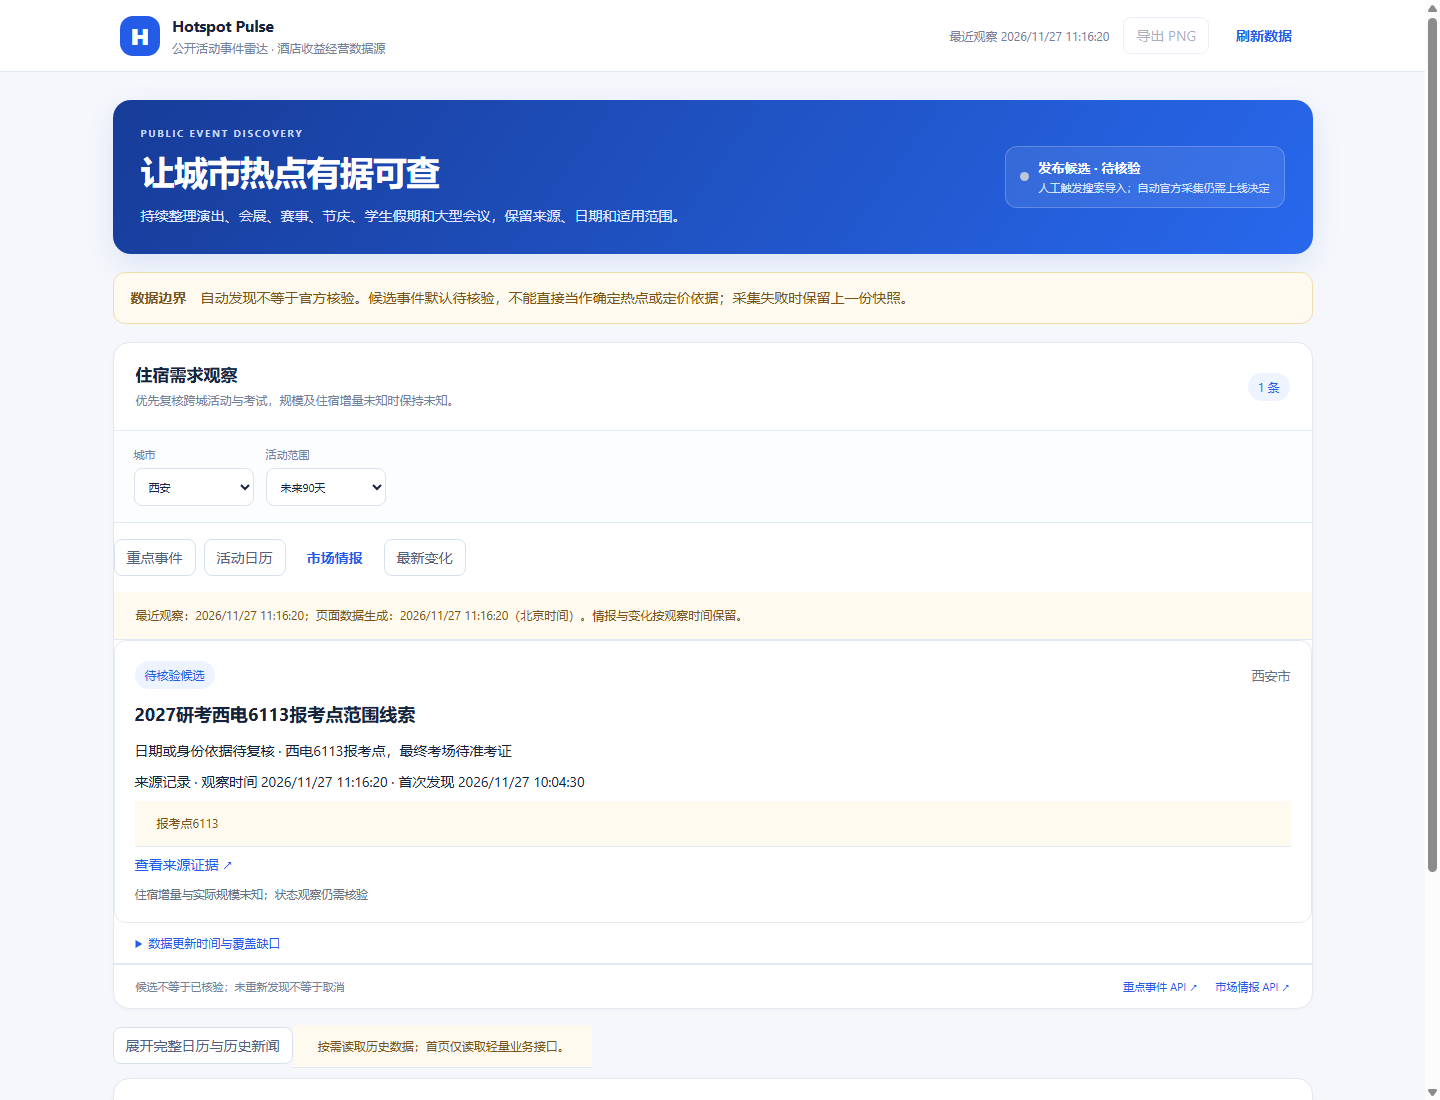 H
Hotspot Pulse
公开活动事件雷达 · 酒店收益经营数据源
最近观察 2026/11/27 11:16:20
导出 PNG
刷新数据
PUBLIC EVENT DISCOVERY
让城市热点有据可查
持续整理演出、会展、赛事、节庆、学生假期和大型会议，保留来源、日期和适用范围。
发布候选 · 待核验
人工触发搜索导入；自动官方采集仍需上线决定
数据边界 自动发现不等于官方核验。候选事件默认待核验，不能直接当作确定热点或定价依据；采集失败时保留上一份快照。
住宿需求观察
优先复核跨城活动与考试，规模及住宿增量未知时保持未知。
1 条
城市
活动范围
西安
未来90天
重点事件
活动日历
市场情报
最新变化
最近观察：2026/11/27 11:16:20；页面数据生成：2026/11/27 11:16:20（北京时间）。情报与变化按观察时间保留。
待核验候选
西安市
2027研考西电6113报考点范围线索
日期或身份依据待复核 · 西电6113报考点，最终考场待准考证
来源记录 · 观察时间 2026/11/27 11:16:20 · 首次发现 2026/11/27 10:04:30
报考点6113
查看来源证据 ↗
住宿增量与实际规模未知；状态观察仍需核验
▶ 数据更新时间与覆盖缺口
候选不等于已核验；未重新发现不等于取消
重点事件 API ↗
市场情报 API ↗
展开完整日历与历史新闻
按需读取历史数据；首页仅读取轻量业务接口。